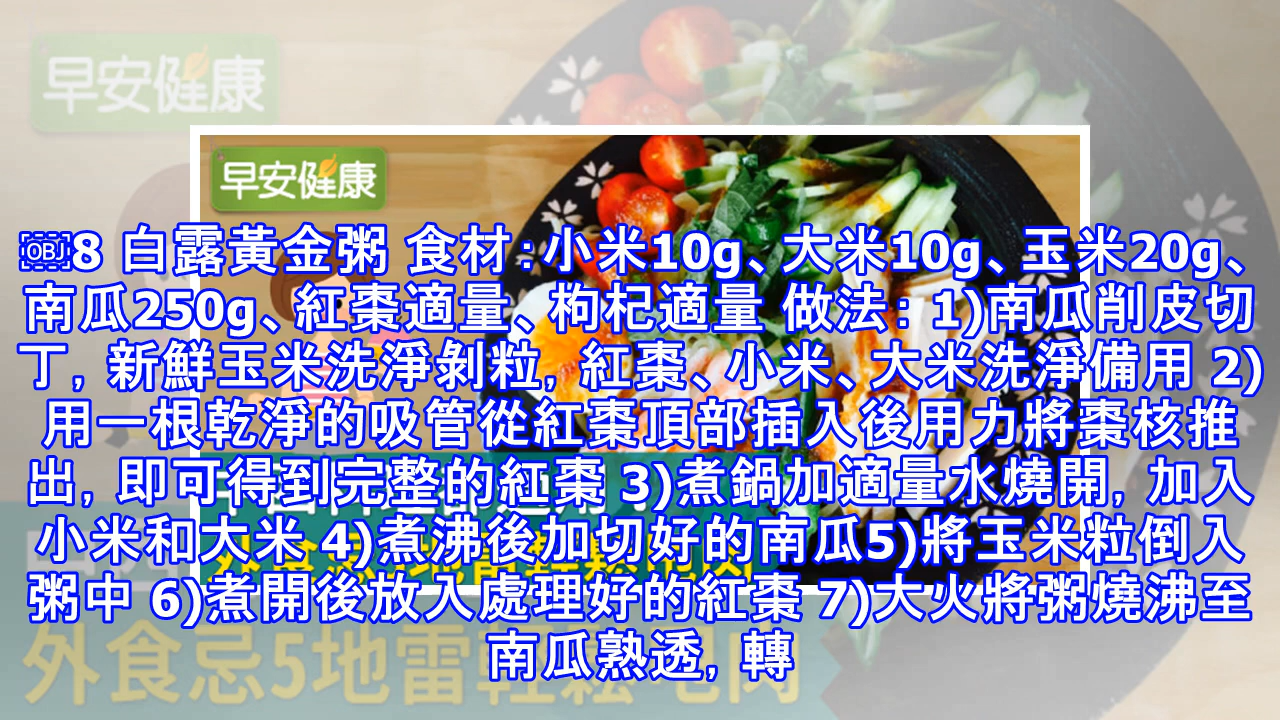 早安健康
早安健康
8 白露黃金粥 食材：小米10g、大米10g、玉米20g、
南瓜250g、紅棗適量、枸杞適量 做法：1)南瓜削皮切
丁，新鮮玉米洗淨剝粒，紅棗、小米、大米洗淨備用 2)
用一根乾淨的吸管從紅棗頂部插入後用力將棗核推
出，即可得到完整的紅棗 3)煮鍋加適量水燒開，加入
小米和大米 4)煮沸後加切好的南瓜5)將玉米粒倒入
粥中 6)煮開後放入處理好的紅棗 7)大火將粥燒沸至
南瓜熟透，轉
外食忌5地雷輕鬆吃肉